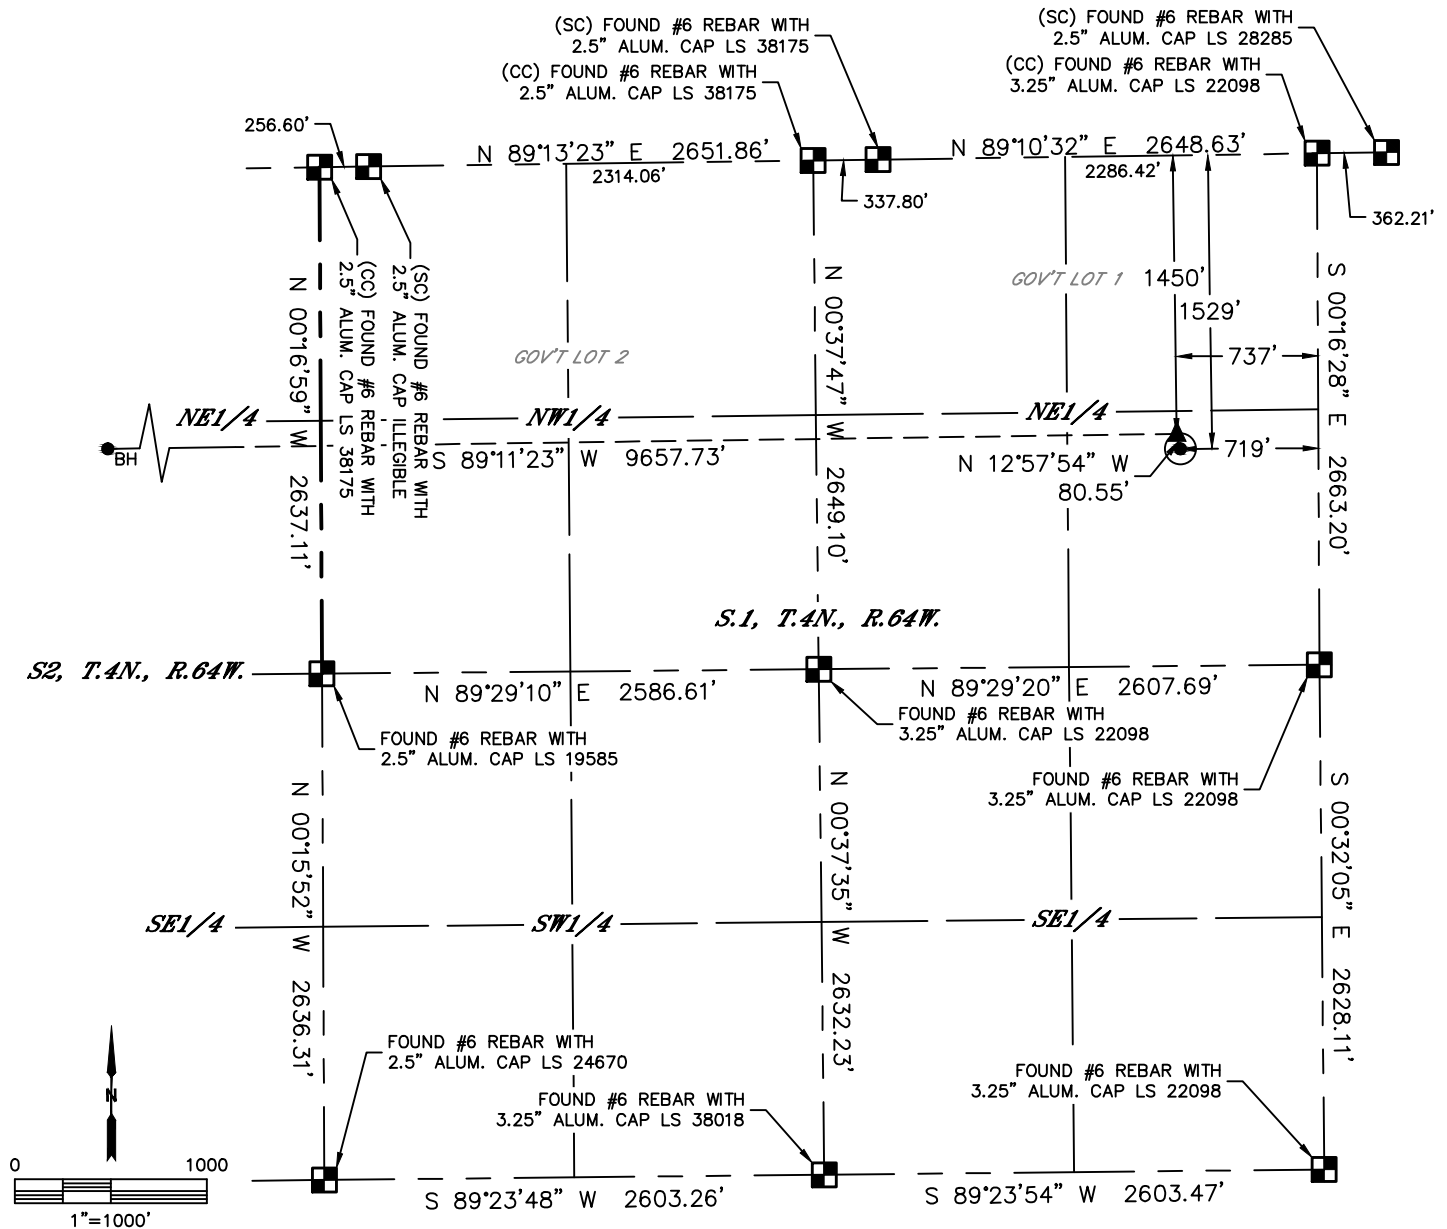 (SC) FOUND #6 REBAR WITH
2.5" ALUM. CAP LS 38175
(CC) FOUND #6 REBAR WITH
2.5" ALUM. CAP LS 38175
(SC) FOUND #6 REBAR WITH
2.5" ALUM. CAP LS 28285
(CC) FOUND #6 REBAR WITH
3.25" ALUM. CAP LS 22098
256.60'
N 89°13'23" E 2651.86'
2314.06'
337.80'
N 89°10'32" E 2648.63'
2286.42'
362.21'
N 00°16'59" W 2637.11'
(CC) FOUND #6 REBAR WITH
2.5" ALUM. CAP LS 38175
(SC) FOUND #6 REBAR WITH
2.5" ALUM. CAP ILLEGIBLE
N 00°37'47" W 2649.10'
S 00°16'28" E 2663.20'
GOV'T LOT 1
1450'
1529'
737'
GOV'T LOT 2
NE1/4
NW1/4
NE1/4
BH
S 89°11'23" W 9657.73'
N 12°57'54" W
80.55'
719'
S.1, T.4N., R.64W.
S2, T.4N., R.64W.
N 89°29'10" E 2586.61'
N 89°29'20" E 2607.69'
FOUND #6 REBAR WITH
2.5" ALUM. CAP LS 19585
FOUND #6 REBAR WITH
3.25" ALUM. CAP LS 22098
FOUND #6 REBAR WITH
3.25" ALUM. CAP LS 22098
N 00°15'52" W 2636.31'
N 00°37'35" W 2632.23'
S 00°32'05" E 2628.11'
SE1/4
SW1/4
SE1/4
FOUND #6 REBAR WITH
2.5" ALUM. CAP LS 24670
FOUND #6 REBAR WITH
3.25" ALUM. CAP LS 38018
FOUND #6 REBAR WITH
3.25" ALUM. CAP LS 22098
N
0 1000
1"=1000'
S 89°23'48" W 2603.26'
S 89°23'54" W 2603.47'